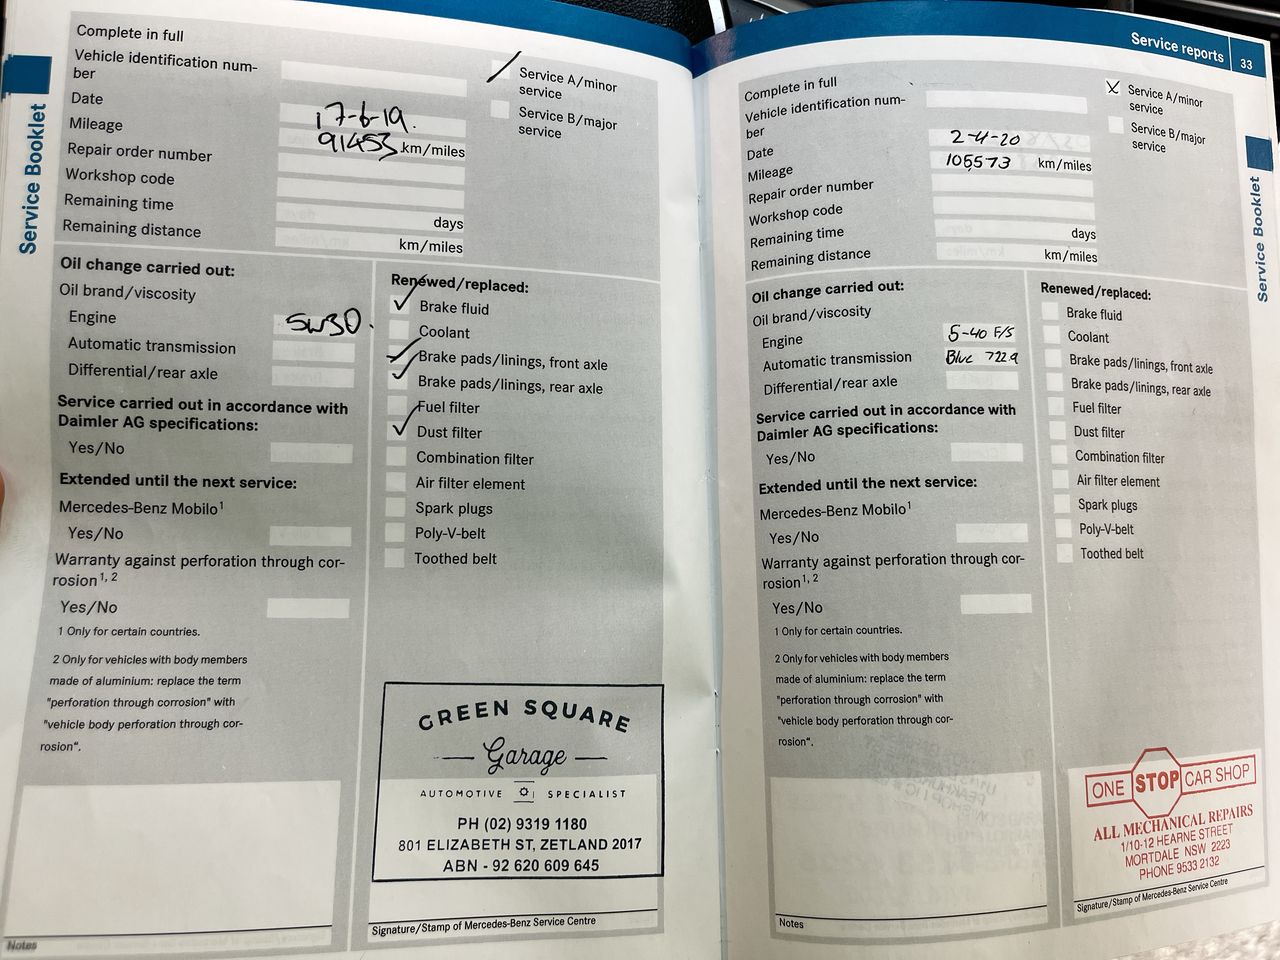 Service Booklet
Complete in full
Vehicle identification num-
ber
Date 17-6-19.
Mileage 91453 km/miles
Repair order number
Workshop code
Remaining time days
Remaining distance km/miles
Service A/minor
service
Service B/major
service
Oil change carried out:
Oil brand/viscosity
Engine 5w30.
Automatic transmission
Differential/rear axle
Service carried out in accordance with
Daimler AG specifications:
Yes/No
Extended until the next service:
Mercedes-Benz Mobilo1
Yes/No
Warranty against perforation through cor-
rosion1, 2
Yes/No
1 Only for certain countries.
2 Only for vehicles with body members
made of aluminium: replace the term
"perforation through corrosion" with
"vehicle body perforation through cor-
rosion".
Notes
Renewed/replaced:
Brake fluid
Coolant
Brake pads/linings, front axle
Brake pads/linings, rear axle
Fuel filter
Dust filter
Combination filter
Air filter element
Spark plugs
Poly-V-belt
Toothed belt
GREEN SQUARE
Garage
AUTOMOTIVE SPECIALIST
PH (02) 9319 1180
801 ELIZABETH ST, ZETLAND 2017
ABN - 92 620 609 645
Signature/Stamp of Mercedes-Benz Service Centre
Service reports 33
Service Booklet
Complete in full
Vehicle identification num-
ber
Date 2-4-20
Mileage 105573 km/miles
Repair order number
Workshop code
Remaining time days
Remaining distance km/miles
Service A/minor
service
Service B/major
service
Oil change carried out:
Oil brand/viscosity
Engine 5-40 F/S
Automatic transmission Blue 722.9
Differential/rear axle
Service carried out in accordance with
Daimler AG specifications:
Yes/No
Extended until the next service:
Mercedes-Benz Mobilo1
Yes/No
Warranty against perforation through cor-
rosion1, 2
Yes/No
1 Only for certain countries.
2 Only for vehicles with body members
made of aluminium: replace the term
"perforation through corrosion" with
"vehicle body perforation through cor-
rosion".
Notes
Renewed/replaced:
Brake fluid
Coolant
Brake pads/linings, front axle
Brake pads/linings, rear axle
Fuel filter
Dust filter
Combination filter
Air filter element
Spark plugs
Poly-V-belt
Toothed belt
ONE STOP CAR SHOP
ALL MECHANICAL REPAIRS
1/10-12 HEARNE STREET
MORTDALE NSW 2223
PHONE 9533 2132
Signature/Stamp of Mercedes-Benz Service Centre